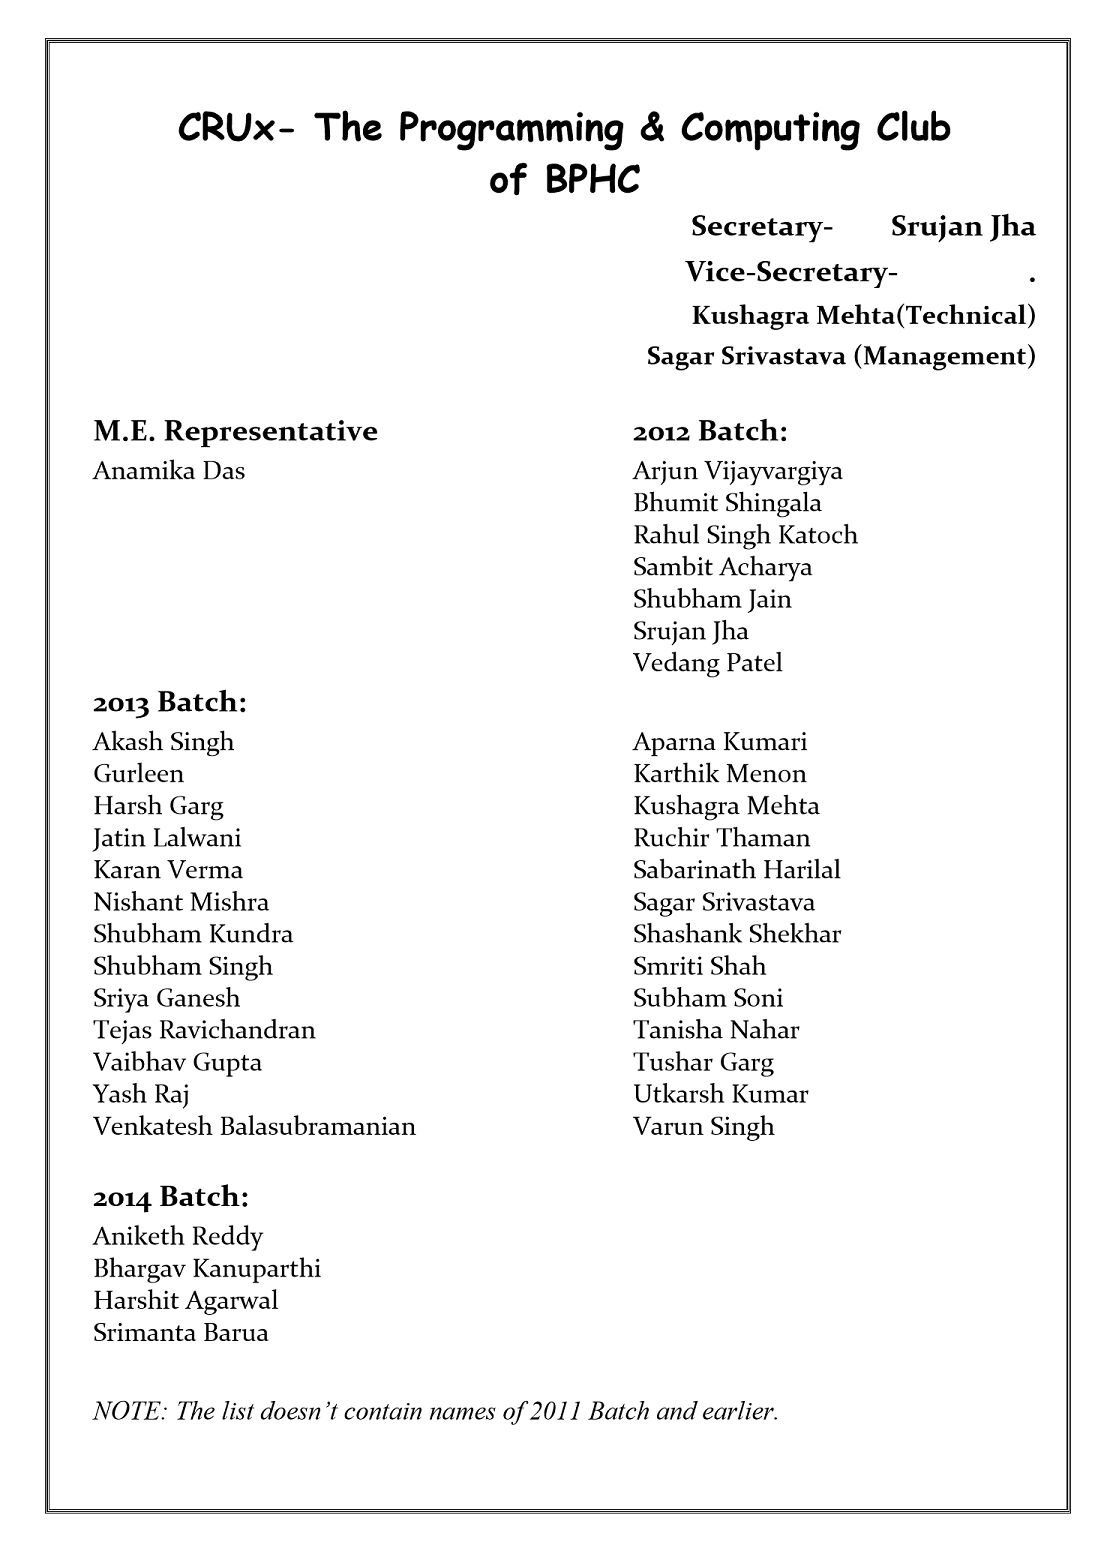 CRUx- The Programming & Computing Club
of BPHC
Secretary- Srujan Jha
Vice-Secretary- .
Kushagra Mehta(Technical)
Sagar Srivastava (Management)
M.E. Representative
Anamika Das
2012 Batch:
Arjun Vijayvargiya
Bhumit Shingala
Rahul Singh Katoch
Sambit Acharya
Shubham Jain
Srujan Jha
Vedang Patel
2013 Batch:
Akash Singh
Gurleen
Harsh Garg
Jatin Lalwani
Karan Verma
Nishant Mishra
Shubham Kundra
Shubham Singh
Sriya Ganesh
Tejas Ravichandran
Vaibhav Gupta
Yash Raj
Venkatesh Balasubramanian
Aparna Kumari
Karthik Menon
Kushagra Mehta
Ruchir Thaman
Sabarinath Harilal
Sagar Srivastava
Shashank Shekhar
Smriti Shah
Subham Soni
Tanisha Nahar
Tushar Garg
Utkarsh Kumar
Varun Singh
2014 Batch:
Aniketh Reddy
Bhargav Kanuparthi
Harshit Agarwal
Srimanta Barua
NOTE: The list doesn’t contain names of 2011 Batch and earlier.